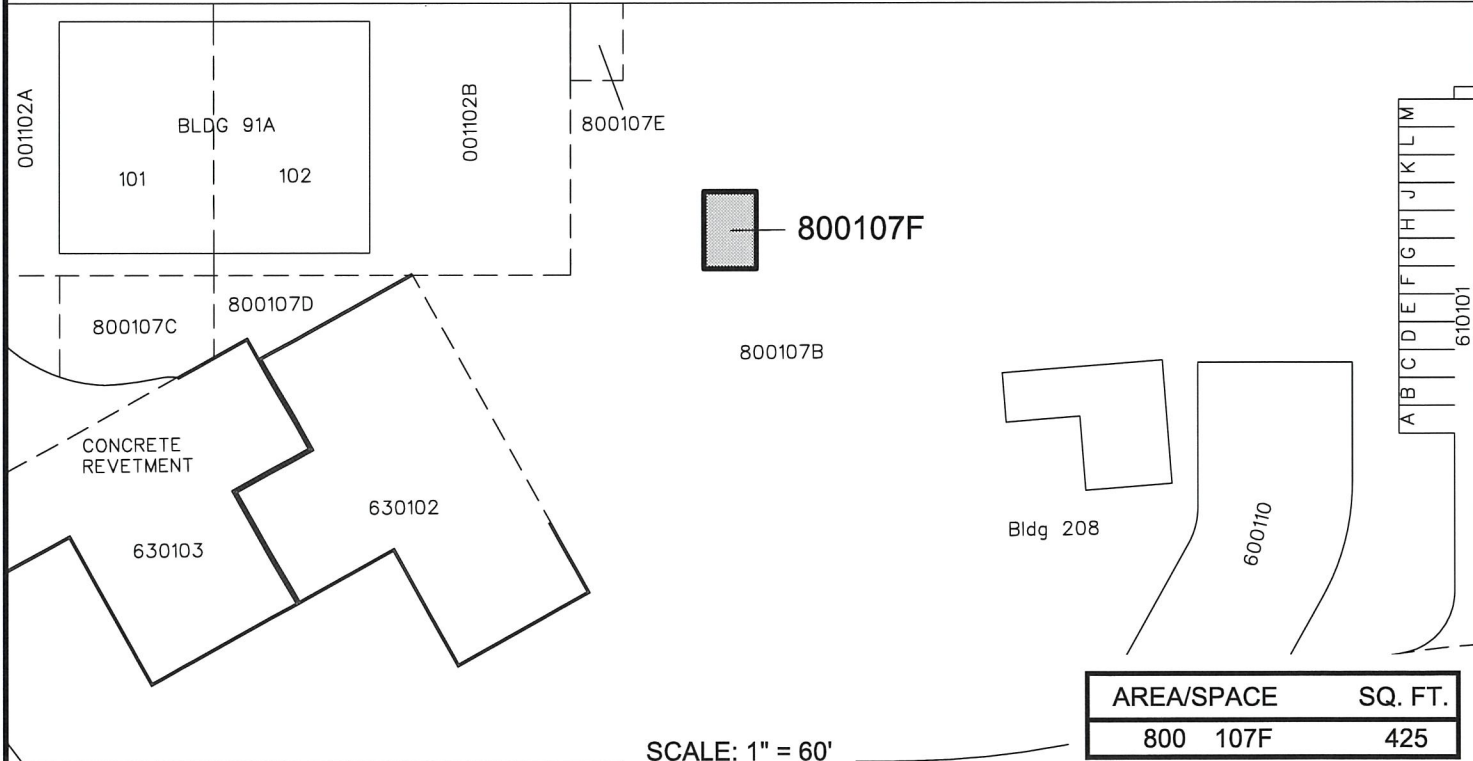 001102A
BLDG 91A
101
102
001102B
800107E
800107F
800107C
800107D
800107B
CONCRETE
REVETMENT
630103
630102
Bldg 208
600110
M
L
K
J
H
G
F
E
D
C
B
A
610101
AREA/SPACE SQ. FT.
800 107F 425
SCALE: 1" = 60'